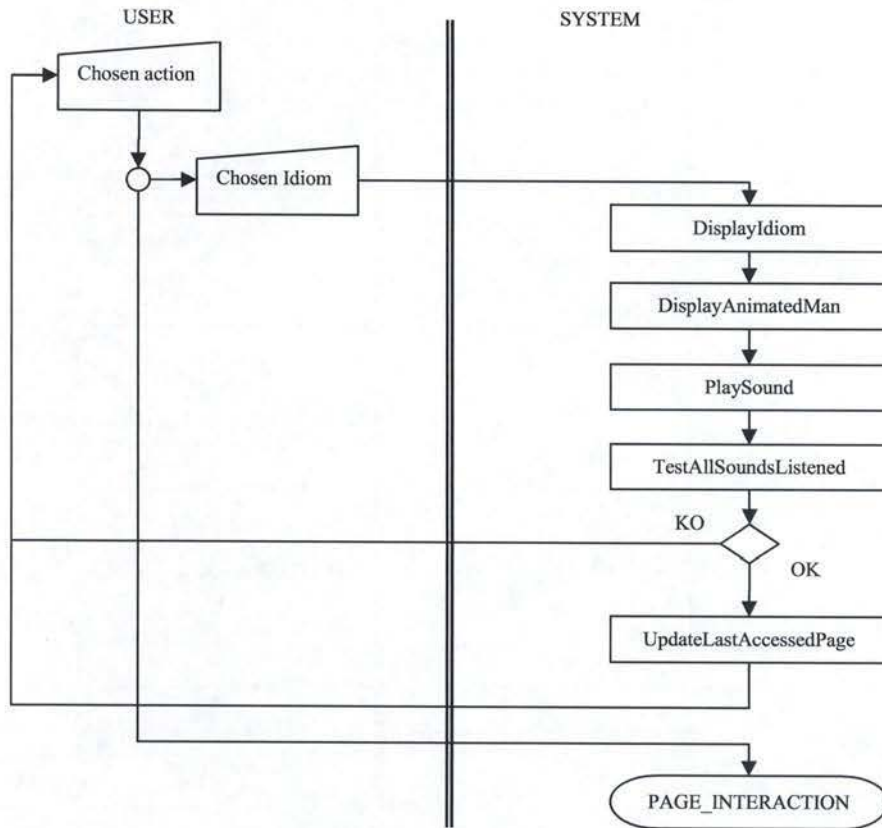 USER
SYSTEM
Chosen action
Chosen Idiom
DisplayIdiom
DisplayAnimatedMan
PlaySound
TestAllSoundsListened
KO
OK
UpdateLastAccessedPage
PAGE_INTERACTION